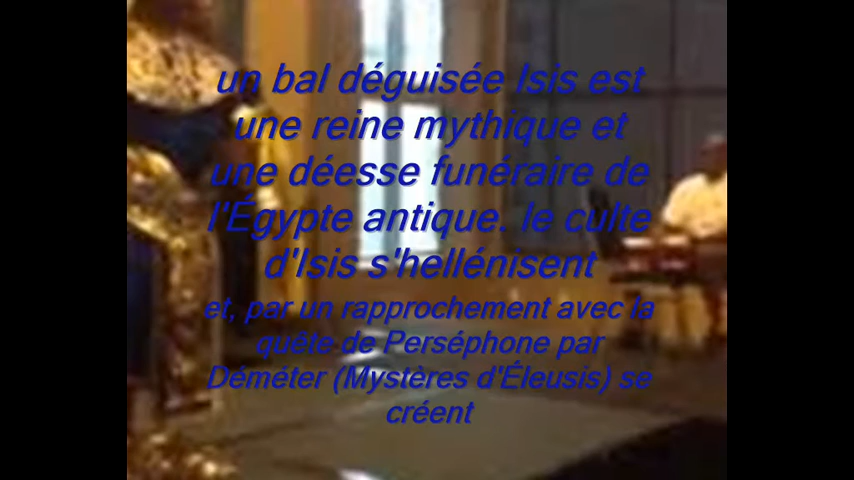 un bal déguisée Isis est
une reine mythique et
une déesse funéraire de
l'Égypte antique. le culte
d'Isis s'hellénisent
et, par un rapprochement avec la
quête de Perséphone par
Déméter (Mystères d'Éleusis) se
créent